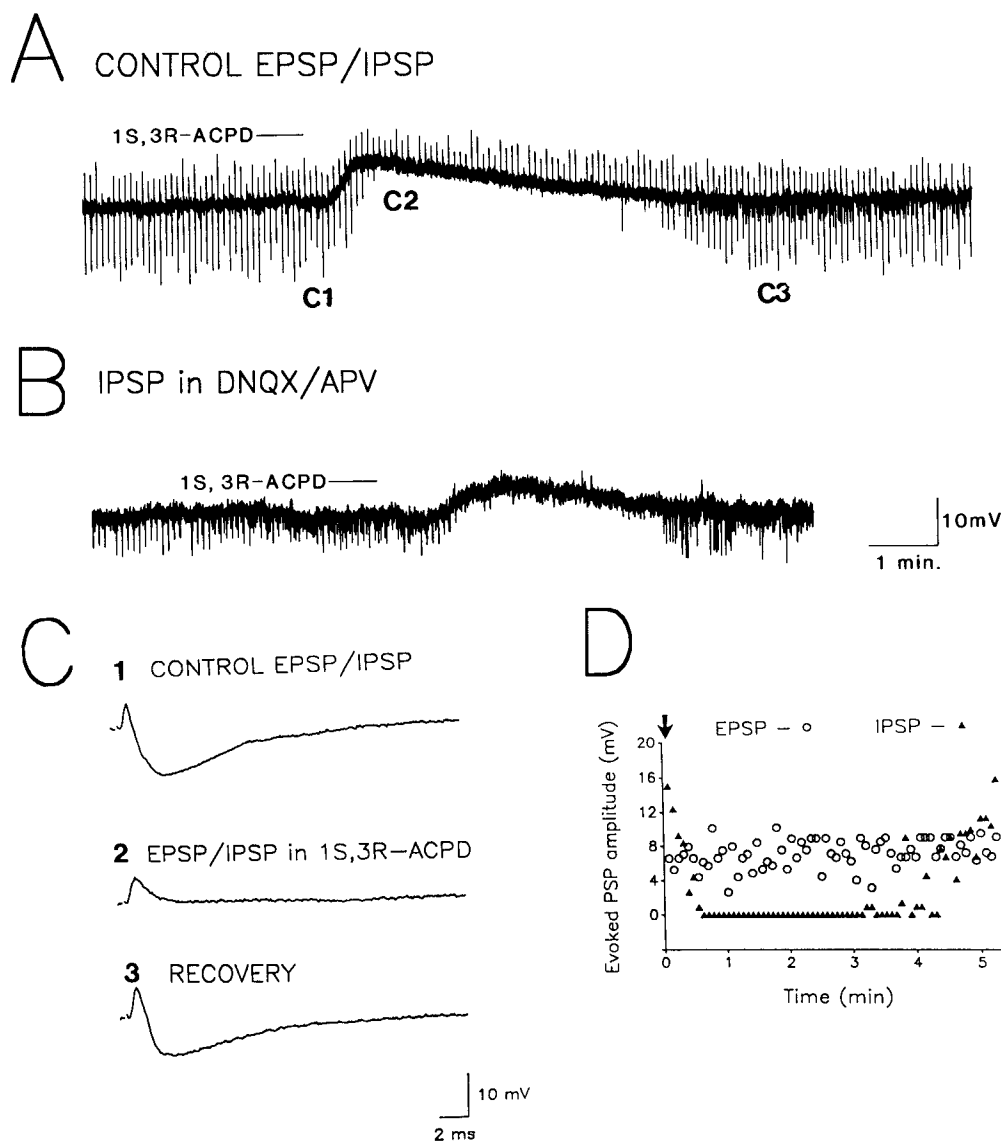 A CONTROL EPSP/IPSP
1S,3R-ACPD
C2
C1
C3
B IPSP in DNQX/APV
1S, 3R-ACPD
10mV
1 min.
C
1 CONTROL EPSP/IPSP
2 EPSP/IPSP in 1S,3R-ACPD
3 RECOVERY
10 mV
2 ms
D
EPSP - IPSP -
Evoked PSP amplitude (mV)
20
16
12
8
4
0
0 1 2 3 4 5
Time (min)